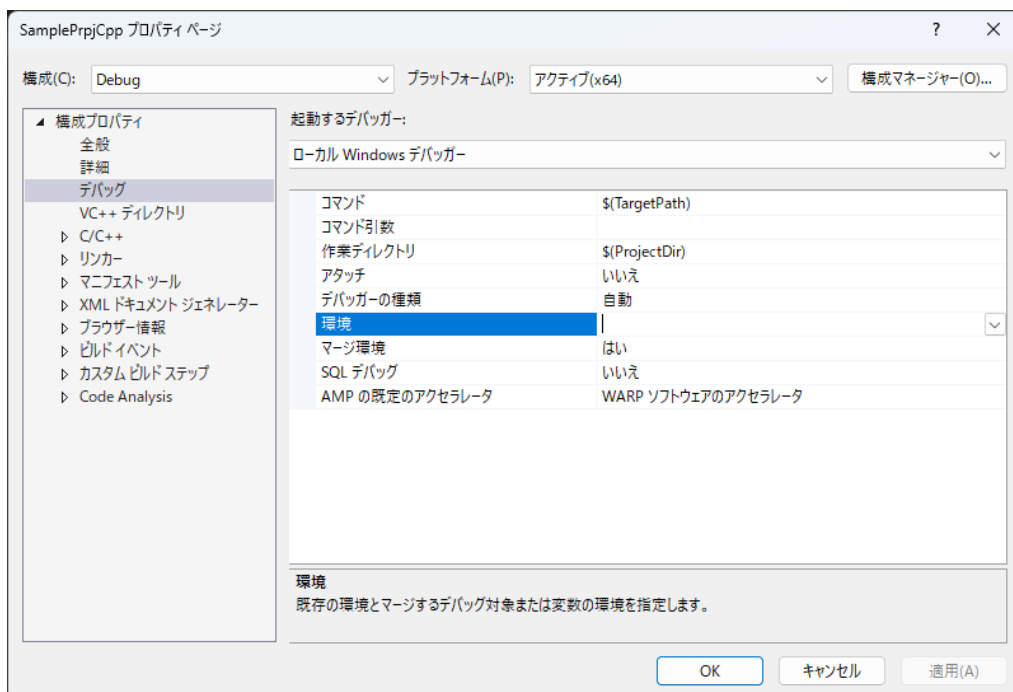 SamplePrpjCpp プロパティ ページ
?
構成(C): Debug プラットフォーム(P): アクティブ(x64) 構成マネージャー(O)...
構成プロパティ
全般
詳細
デバッグ
VC++ ディレクトリ
C/C++
リンカー
マニフェスト ツール
XML ドキュメント ジェネレーター
ブラウザー情報
ビルド イベント
カスタム ビルド ステップ
Code Analysis
起動するデバッガー:
ローカル Windows デバッガー
コマンド $(TargetPath)
コマンド引数
作業ディレクトリ $(ProjectDir)
アタッチ いいえ
デバッガーの種類 自動
環境
マージ環境 はい
SQL デバッグ いいえ
AMP の既定のアクセラレータ WARP ソフトウェアのアクセラレータ
環境
既存の環境とマージするデバッグ対象または変数の環境を指定します。
OK キャンセル 適用(A)